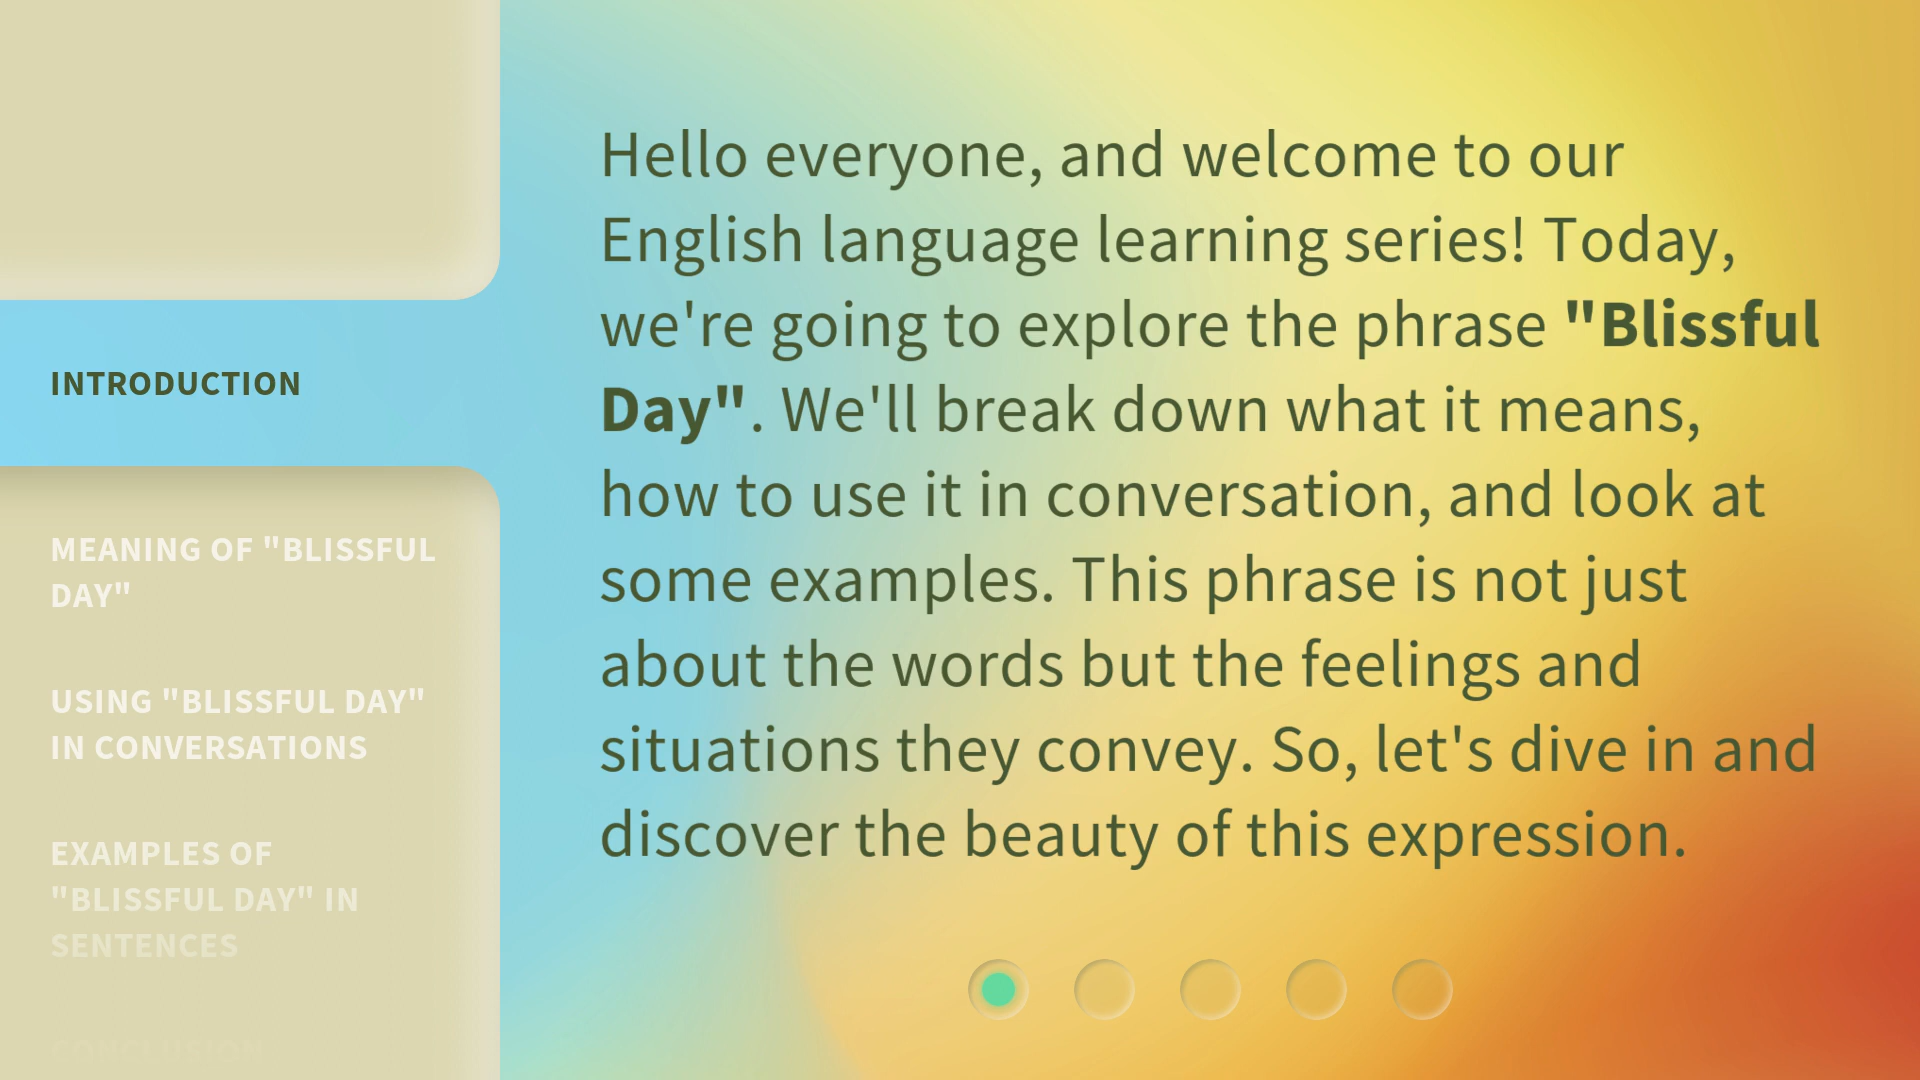 INTRODUCTION
MEANING OF "BLISSFUL
DAY"
USING "BLISSFUL DAY"
IN CONVERSATIONS
EXAMPLES OF
"BLISSFUL DAY" IN
SENTENCES
CONCLUSION
Hello everyone, and welcome to our
English language learning series! Today,
we're going to explore the phrase "Blissful
Day". We'll break down what it means,
how to use it in conversation, and look at
some examples. This phrase is not just
about the words but the feelings and
situations they convey. So, let's dive in and
discover the beauty of this expression.